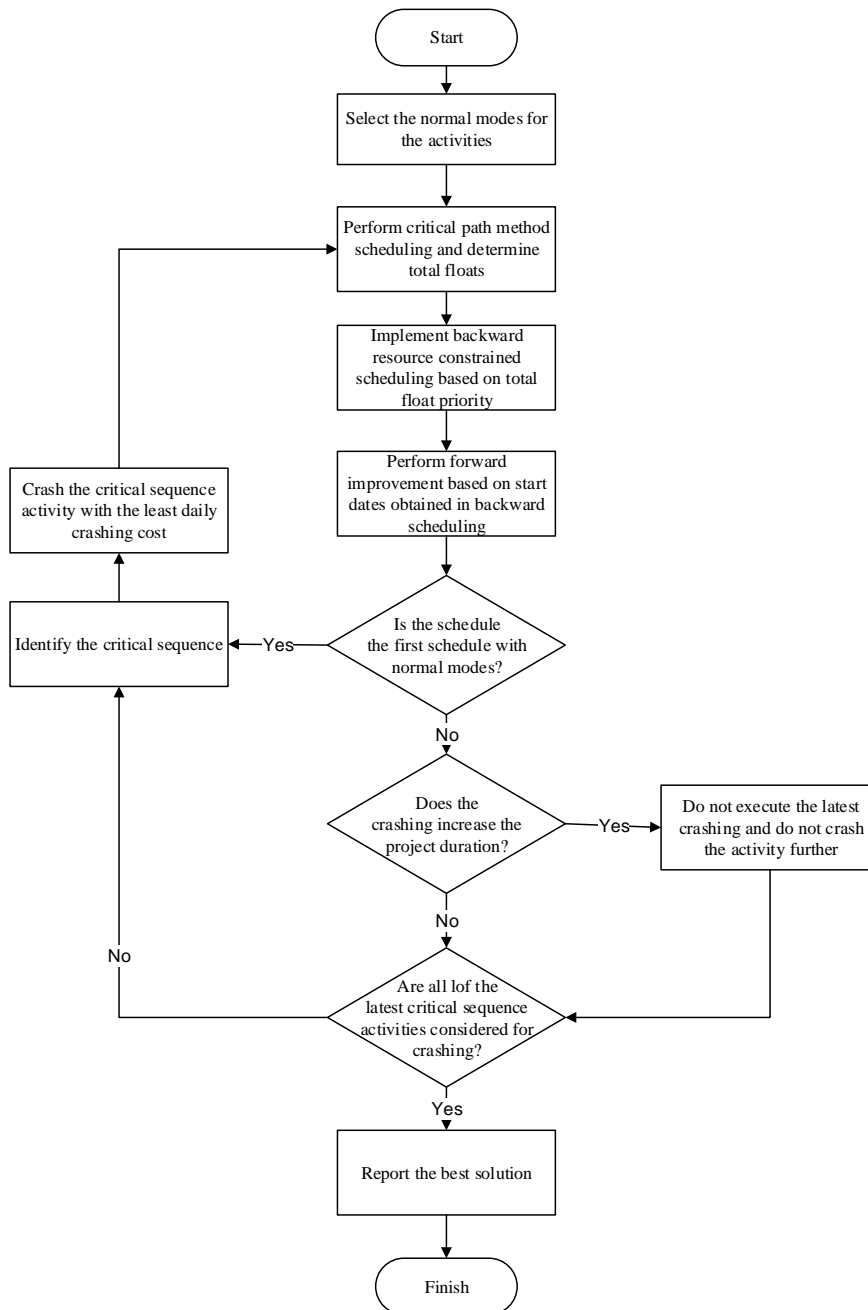 Start
Select the normal modes for
the activities
Perform critical path method
scheduling and determine
total floats
Implement backward
resource constrained
scheduling based on total
float priority
Perform forward
improvement based on start
dates obtained in backward
scheduling
Crash the critical sequence
activity with the least daily
crashing cost
Identify the critical sequence
Yes
Is the schedule
the first schedule with
normal modes?
No
Does the
crashing increase the
project duration?
Yes
Do not execute the latest
crashing and do not crash
the activity further
No
No
Are all lof the
latest critical sequence
activities considered for
crashing?
Yes
Report the best solution
Finish